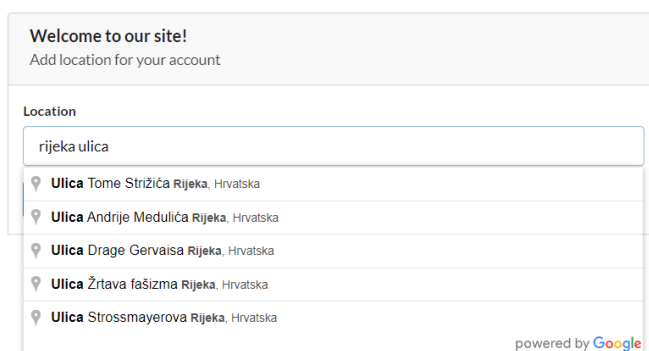 Welcome to our site!
Add location for your account
Location
rijeka ulica
Ulica Tome Strižića Rijeka, Hrvatska
Ulica Andrije Medulića Rijeka, Hrvatska
Ulica Drage Gervaisa Rijeka, Hrvatska
Ulica Žrtava fašizma Rijeka, Hrvatska
Ulica Strossmayerova Rijeka, Hrvatska
powered by Google